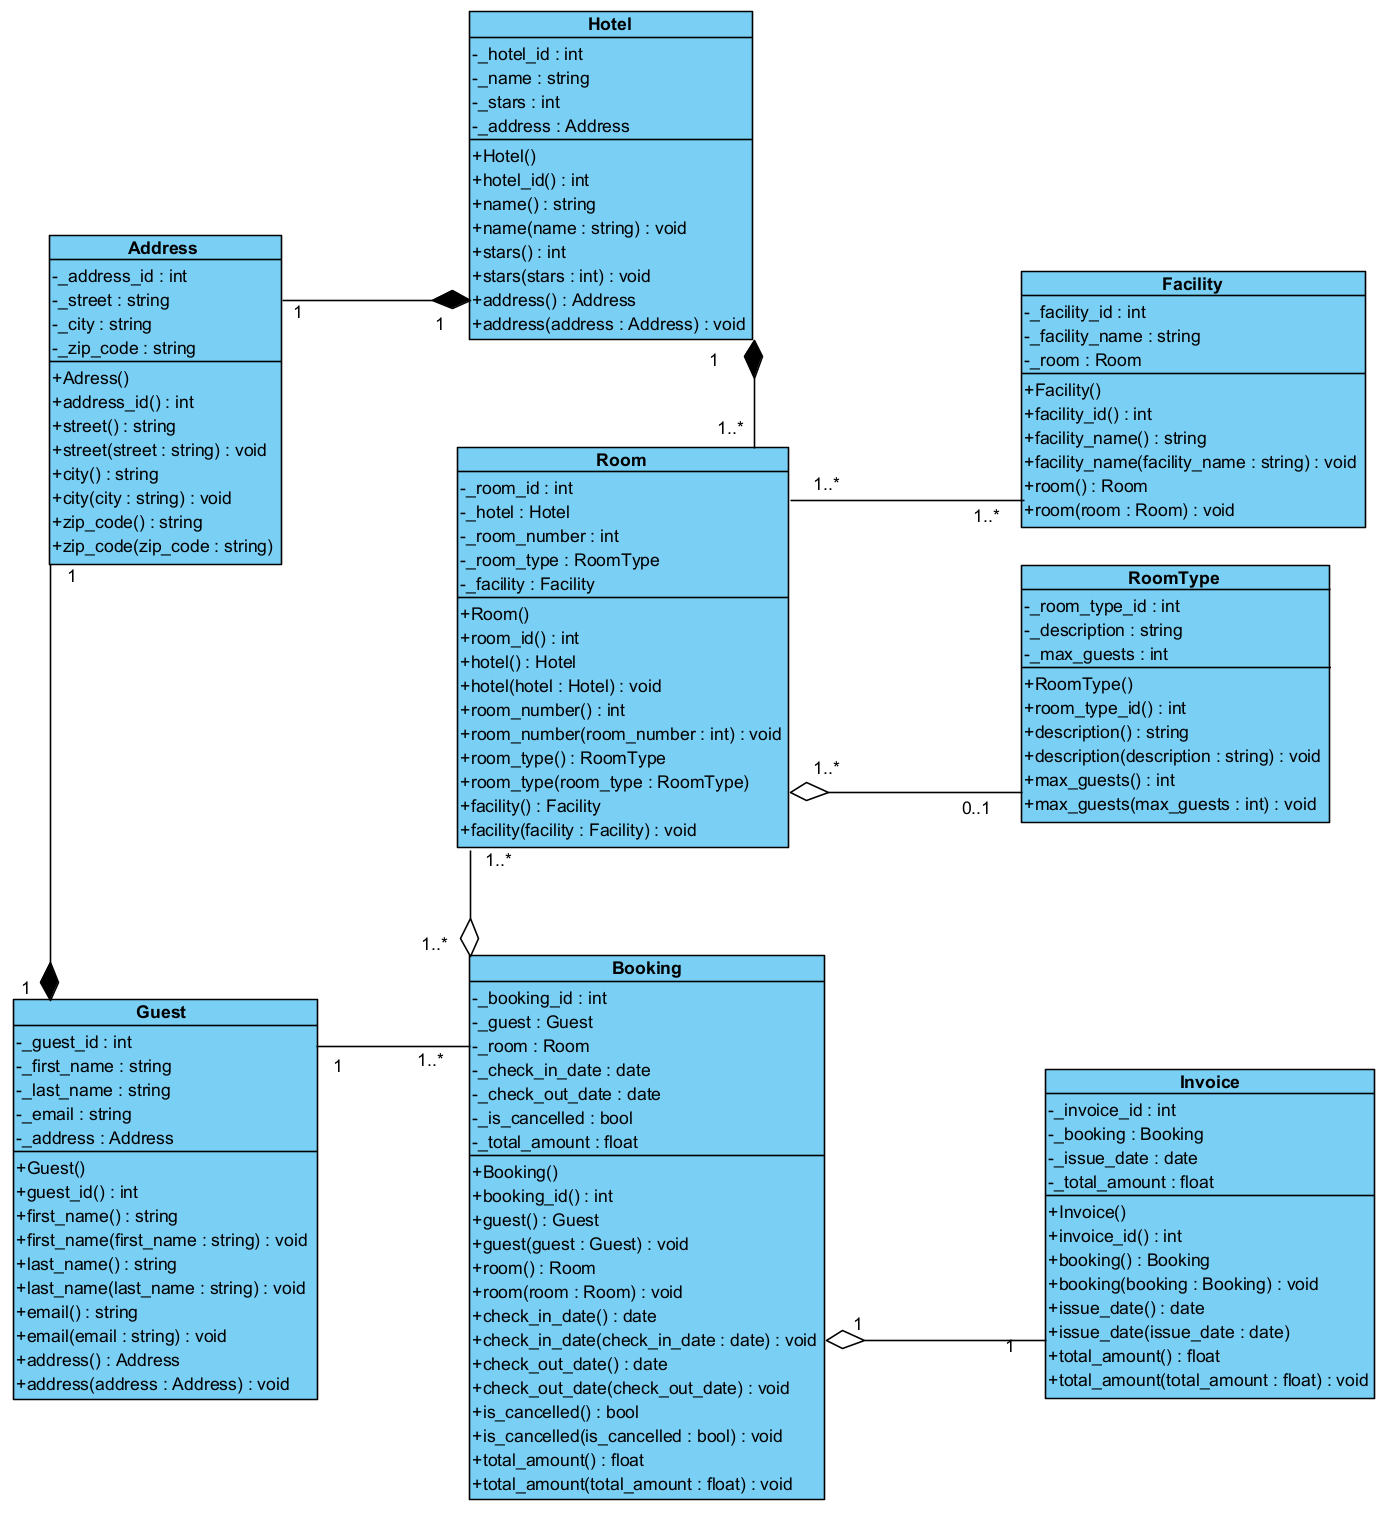 Hotel
-_hotel_id : int
-_name : string
-_stars : int
-_address : Address
+Hotel()
+hotel_id() : int
+name() : string
+name(name : string) : void
+stars() : int
+stars(stars : int) : void
+address() : Address
+address(address : Address) : void
Address
-_address_id : int
-_street : string
-_city : string
-_zip_code : string
+Adress()
+address_id() : int
+street() : string
+street(street : string) : void
+city() : string
+city(city : string) : void
+zip_code() : string
+zip_code(zip_code : string)
1
1
1
1..*
Facility
-_facility_id : int
-_facility_name : string
-_room : Room
+Facility()
+facility_id() : int
+facility_name() : string
+facility_name(facility_name : string) : void
+room() : Room
+room(room : Room) : void
Room
-_room_id : int
-_hotel : Hotel
-_room_number : int
-_room_type : RoomType
-_facility : Facility
+Room()
+room_id() : int
+hotel() : Hotel
+hotel(hotel : Hotel) : void
+room_number() : int
+room_number(room_number : int) : void
+room_type() : RoomType
+room_type(room_type : RoomType)
+facility() : Facility
+facility(facility : Facility) : void
1..*
1..*
RoomType
-_room_type_id : int
-_description : string
-_max_guests : int
+RoomType()
+room_type_id() : int
+description() : string
+description(description : string) : void
+max_guests() : int
+max_guests(max_guests : int) : void
1..*
0..1
1
1
1..*
1..*
Guest
-_guest_id : int
-_first_name : string
-_last_name : string
-_email : string
-_address : Address
+Guest()
+guest_id() : int
+first_name() : string
+first_name(first_name : string) : void
+last_name() : string
+last_name(last_name : string) : void
+email() : string
+email(email : string) : void
+address() : Address
+address(address : Address) : void
1
1..*
Booking
-_booking_id : int
-_guest : Guest
-_room : Room
-_check_in_date : date
-_check_out_date : date
-_is_cancelled : bool
-_total_amount : float
+Booking()
+booking_id() : int
+guest() : Guest
+guest(guest : Guest) : void
+room() : Room
+room(room : Room) : void
+check_in_date() : date
+check_in_date(check_in_date : date) : void
+check_out_date() : date
+check_out_date(check_out_date) : void
+is_cancelled() : bool
+is_cancelled(is_cancelled : bool) : void
+total_amount() : float
+total_amount(total_amount : float) : void
1
1
Invoice
-_invoice_id : int
-_booking : Booking
-_issue_date : date
-_total_amount : float
+Invoice()
+invoice_id() : int
+booking() : Booking
+booking(booking : Booking) : void
+issue_date() : date
+issue_date(issue_date : date)
+total_amount() : float
+total_amount(total_amount : float) : void